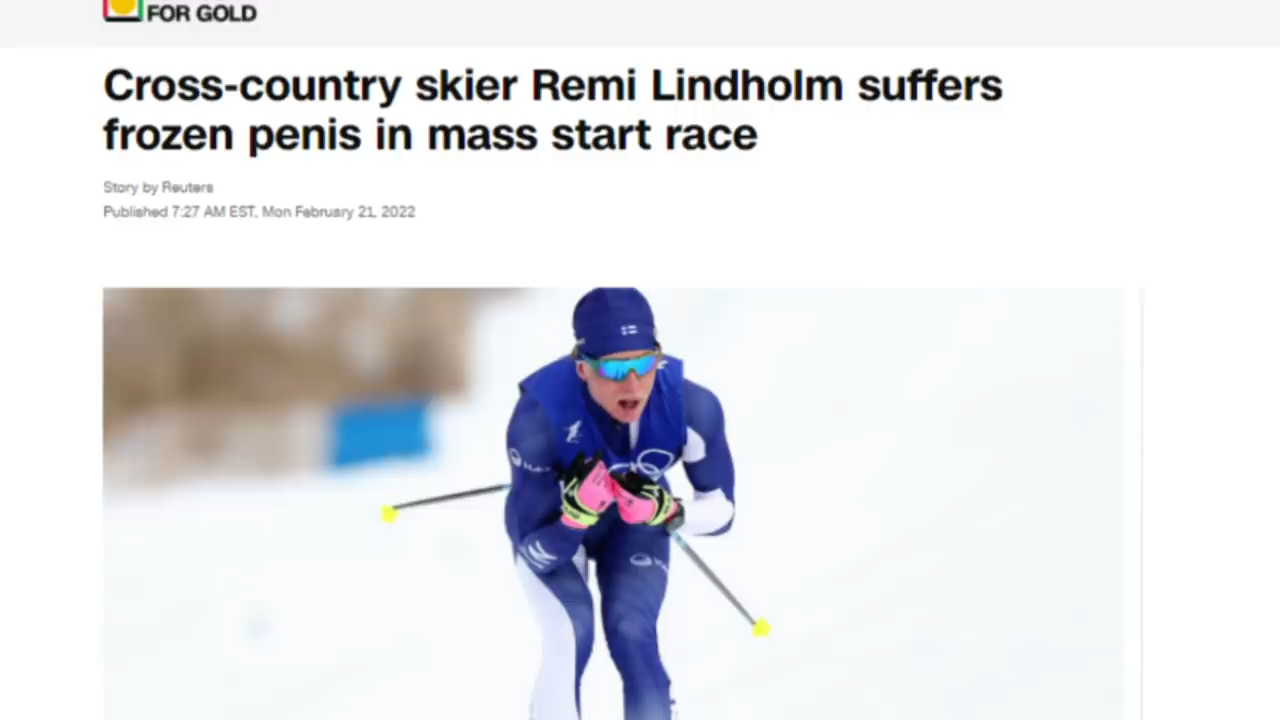 FOR GOLD
Cross-country skier Remi Lindholm suffers
frozen penis in mass start race
Story by Reuters
Published 7:27 AM EST, Mon February 21, 2022